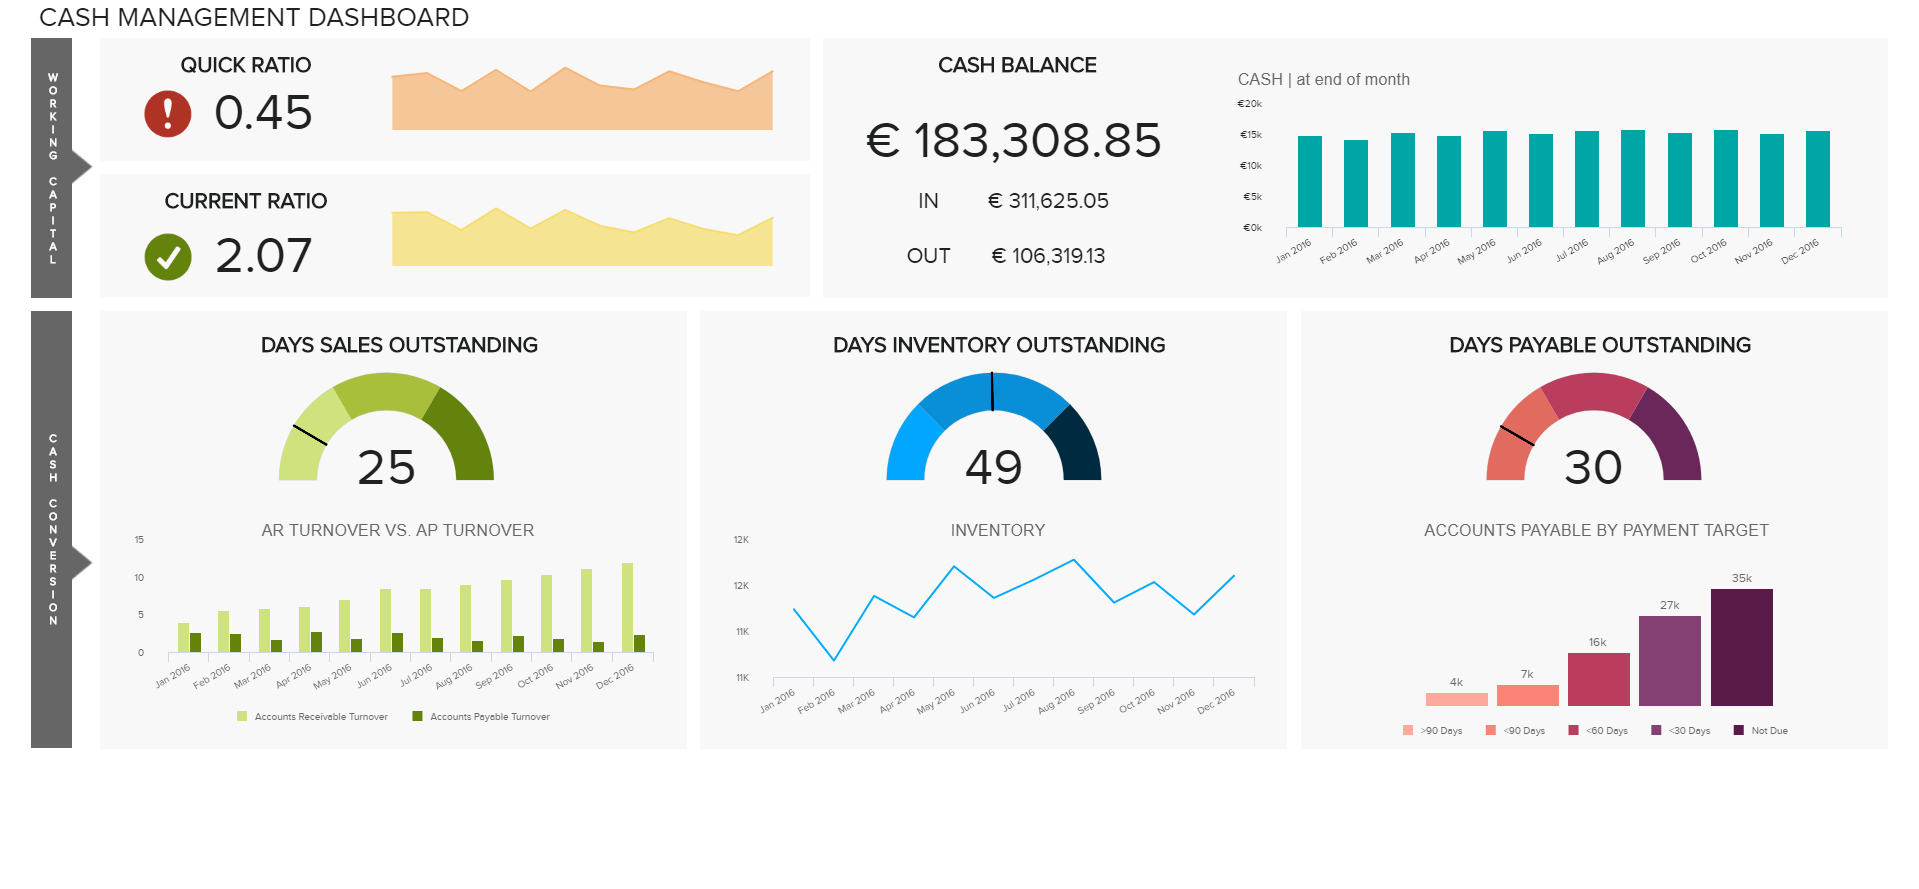 CASH MANAGEMENT DASHBOARD
WORKING CAPITAL
QUICK RATIO
0.45
CURRENT RATIO
2.07
CASH BALANCE
€ 183,308.85
IN € 311,625.05
OUT € 106,319.13
CASH | at end of month
€20k
€15k
€10k
€5k
€0k
Jan 2016 Feb 2016 Mar 2016 Apr 2016 May 2016 Jun 2016 Jul 2016 Aug 2016 Sep 2016 Oct 2016 Nov 2016 Dec 2016
CASH CONVERSION
DAYS SALES OUTSTANDING
25
AR TURNOVER VS. AP TURNOVER
15
10
5
0
Jan 2016 Feb 2016 Mar 2016 Apr 2016 May 2016 Jun 2016 Jul 2016 Aug 2016 Sep 2016 Oct 2016 Nov 2016 Dec 2016
Accounts Receivable Turnover Accounts Payable Turnover
DAYS INVENTORY OUTSTANDING
49
INVENTORY
12K
12K
11K
11K
Jan 2016 Feb 2016 Mar 2016 Apr 2016 May 2016 Jun 2016 Jul 2016 Aug 2016 Sep 2016 Oct 2016 Nov 2016 Dec 2016
DAYS PAYABLE OUTSTANDING
30
ACCOUNTS PAYABLE BY PAYMENT TARGET
4k
7k
16k
27k
35k
>90 Days <90 Days <60 Days <30 Days Not Due